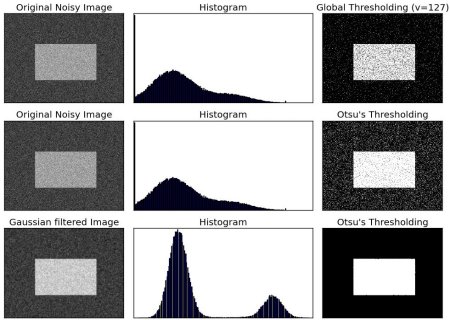 Original Noisy Image Histogram Global Thresholding (v=127)
Original Noisy Image Histogram Otsu's Thresholding
Gaussian filtered Image Histogram Otsu's Thresholding